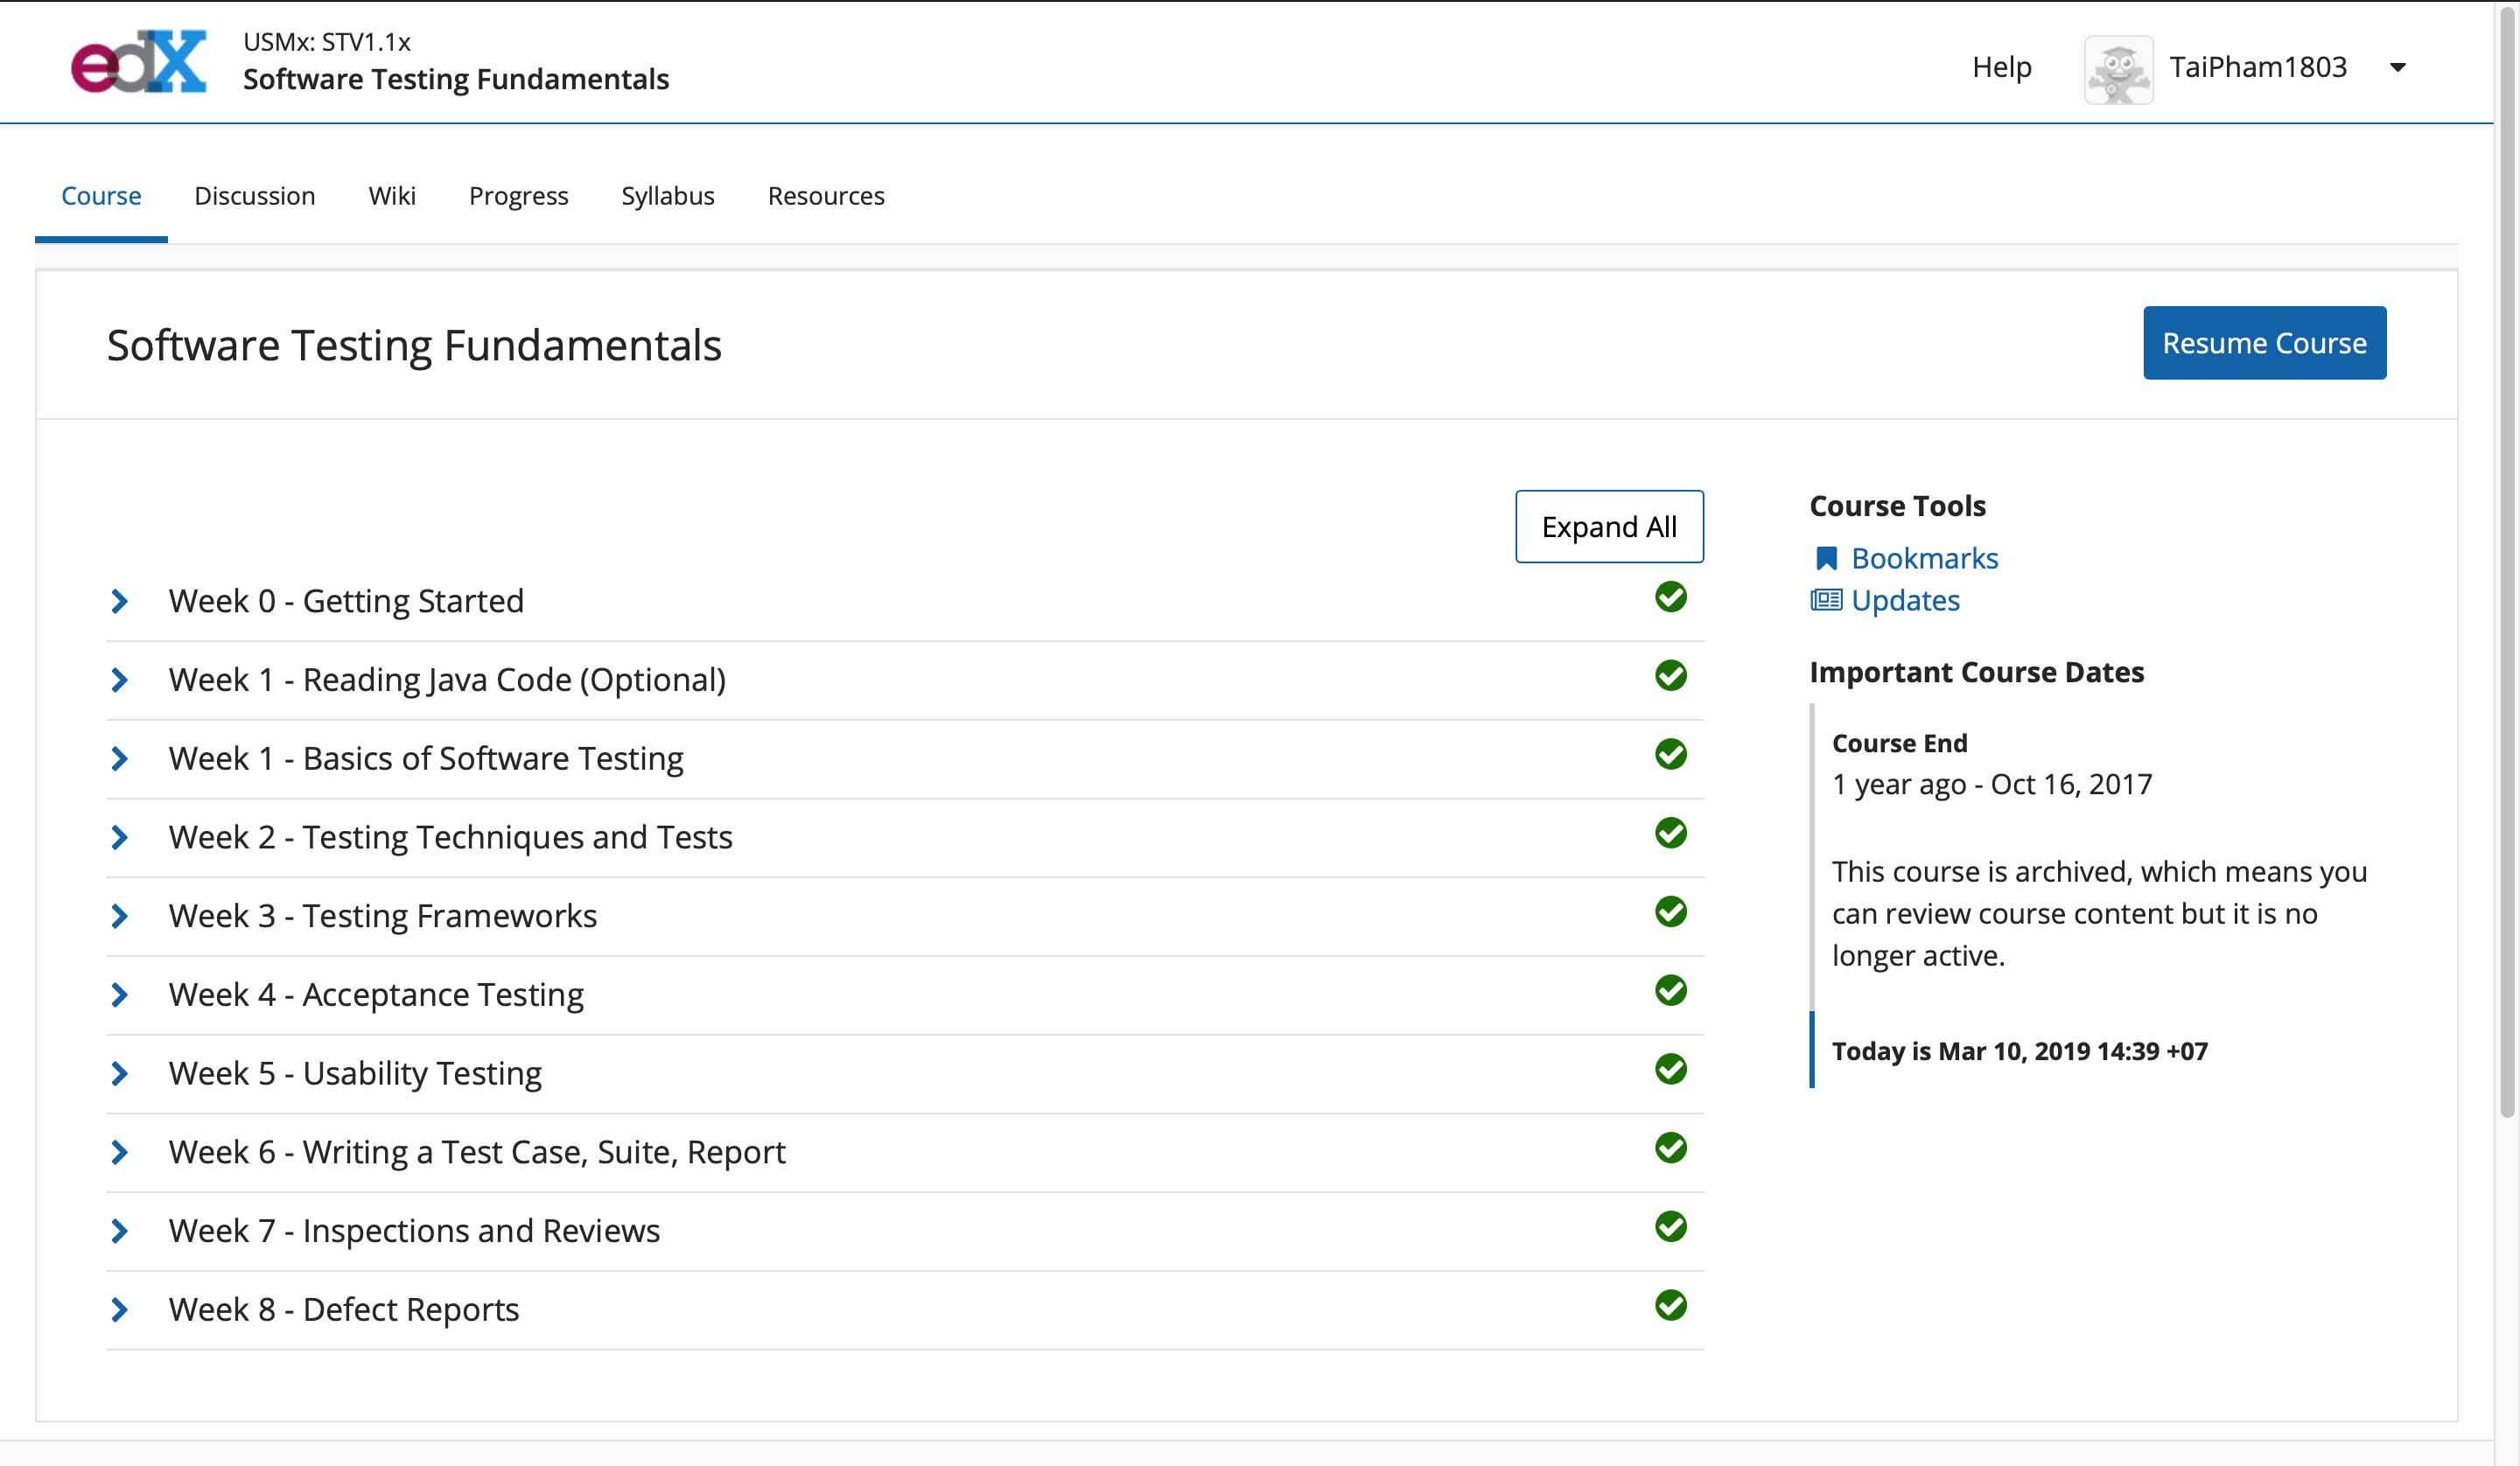 edX
USMx: STV1.1x
Software Testing Fundamentals
Help
TaiPham1803
Course
Discussion
Wiki
Progress
Syllabus
Resources
Software Testing Fundamentals
Resume Course
Expand All
Week 0 - Getting Started
Week 1 - Reading Java Code (Optional)
Week 1 - Basics of Software Testing
Week 2 - Testing Techniques and Tests
Week 3 - Testing Frameworks
Week 4 - Acceptance Testing
Week 5 - Usability Testing
Week 6 - Writing a Test Case, Suite, Report
Week 7 - Inspections and Reviews
Week 8 - Defect Reports
Course Tools
Bookmarks
Updates
Important Course Dates
Course End
1 year ago - Oct 16, 2017
This course is archived, which means you
can review course content but it is no
longer active.
Today is Mar 10, 2019 14:39 +07